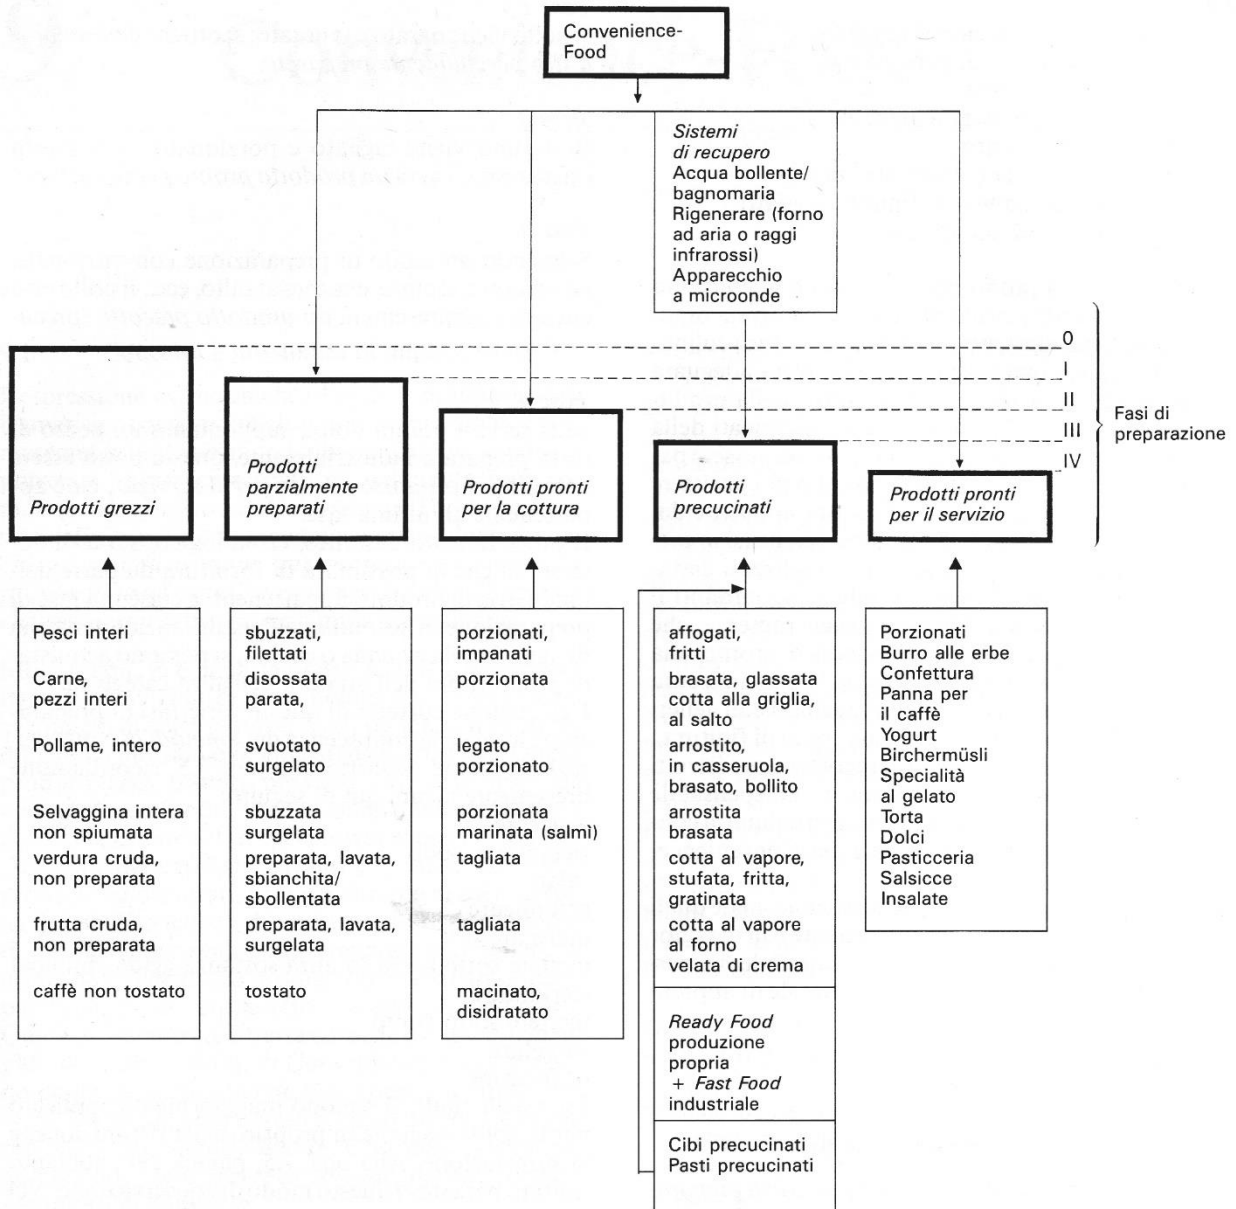 Convenience-
Food
Sistemi
di recupero
Acqua bollente/
bagnomaria
Rigenerare (forno
ad aria o raggi
infrarossi)
Apparecchio
a microonde
0
I
II
III
IV
Fasi di
preparazione
Prodotti grezzi
Prodotti
parzialmente
preparati
Prodotti pronti
per la cottura
Prodotti
precucinati
Prodotti pronti
per il servizio
Pesci interi
Carne,
pezzi interi
Pollame, intero
Selvaggina intera
non spiumata
verdura cruda,
non preparata
frutta cruda,
non preparata
caffè non tostato
sbuzzati,
filettati
disossata
parata,
svuotato
surgelato
sbuzzata
surgelata
preparata, lavata,
sbianchita/
sbollentata
preparata, lavata,
surgelata
tostato
porzionati,
impanati
porzionata
legato
porzionato
porzionata
marinata (salmì)
tagliata
tagliata
macinato,
disidratato
affogati,
fritti
brasata, glassata
cotta alla griglia,
al salto
arrostito,
in casseruola,
brasato, bollito
arrostita
brasata
cotta al vapore,
stufata, fritta,
gratinata
cotta al vapore
al forno
velata di crema
Ready Food
produzione
propria
+ Fast Food
industriale
Cibi precucinati
Pasti precucinati
Porzionati
Burro alle erbe
Confettura
Panna per
il caffè
Yogurt
Birchermüsli
Specialità
al gelato
Torta
Dolci
Pasticceria
Salsicce
Insalate